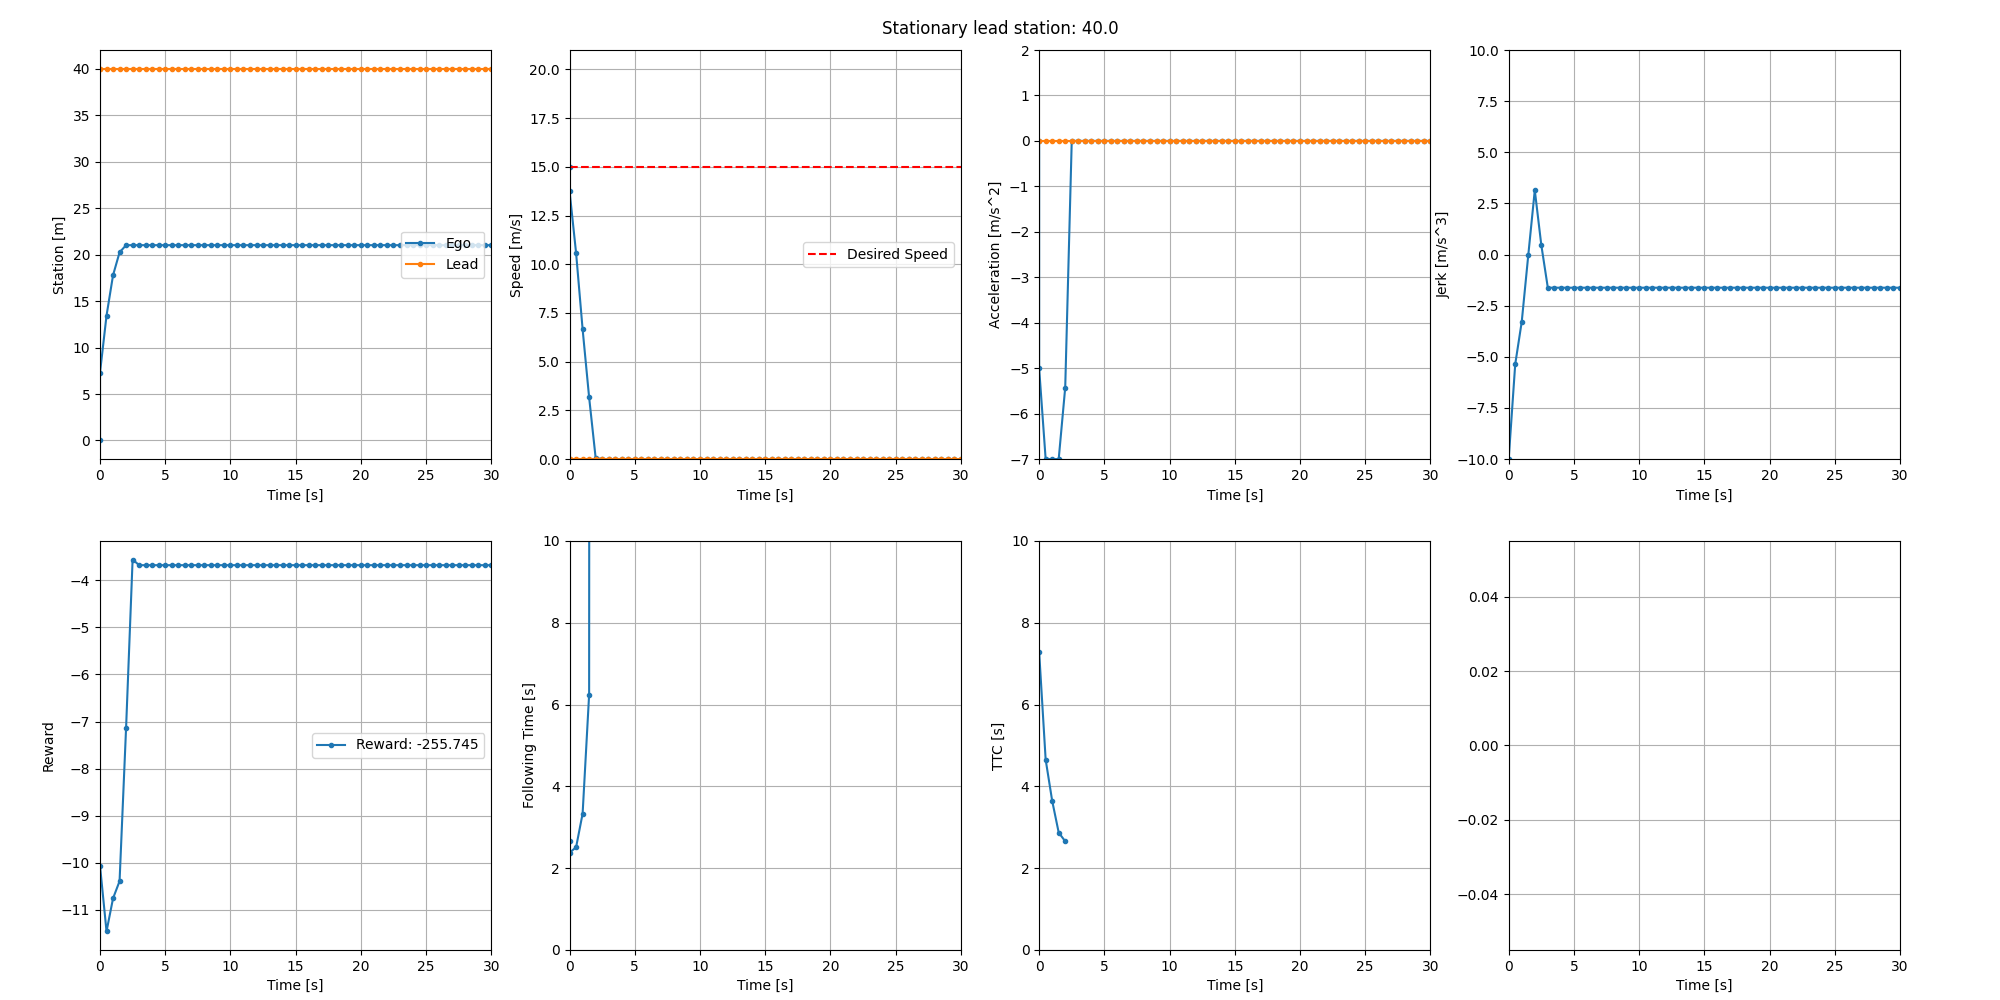 Stationary lead station: 40.0
40
35
30
25
20
15
10
5
0
Station [m]
Ego
Lead
0 5 10 15 20 25 30
Time [s]
20.0
17.5
15.0
12.5
10.0
7.5
5.0
2.5
0.0
Speed [m/s]
Desired Speed
0 5 10 15 20 25 30
Time [s]
2
1
0
−1
−2
−3
−4
−5
−6
−7
Acceleration [m/s^2]
0 5 10 15 20 25 30
Time [s]
10.0
7.5
5.0
2.5
0.0
−2.5
−5.0
−7.5
−10.0
Jerk [m/s^3]
0 5 10 15 20 25 30
Time [s]
−4
−5
−6
−7
−8
−9
−10
−11
Reward
Reward: -255.745
0 5 10 15 20 25 30
Time [s]
10
8
6
4
2
0
Following Time [s]
0 5 10 15 20 25 30
Time [s]
10
8
6
4
2
0
TTC [s]
0 5 10 15 20 25 30
Time [s]
0.04
0.02
0.00
−0.02
−0.04
0 5 10 15 20 25 30
Time [s]